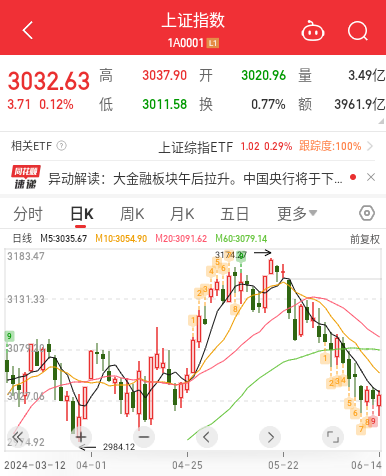 上证指数
1A0001 L1
3032.63 高 3037.90 开 3020.96 量 3.49亿
3.71 0.12% 低 3011.58 换 0.77% 额 3961.9亿
相关ETF ? 上证综指ETF 1.02 0.29% 跟踪度:100%
同花顺速递 异动解读：大金融板块午后拉升。中国央行将于下...
分时 日K 周K 月K 五日 更多
日线 M5:3035.67 M10:3054.90 M20:3091.62 M60:3079.14 前复权
3183.47
3174.27
3131.33
3079.19
3027.06
2984.12
2024-03-12 04-01 04-25 05-22 06-14